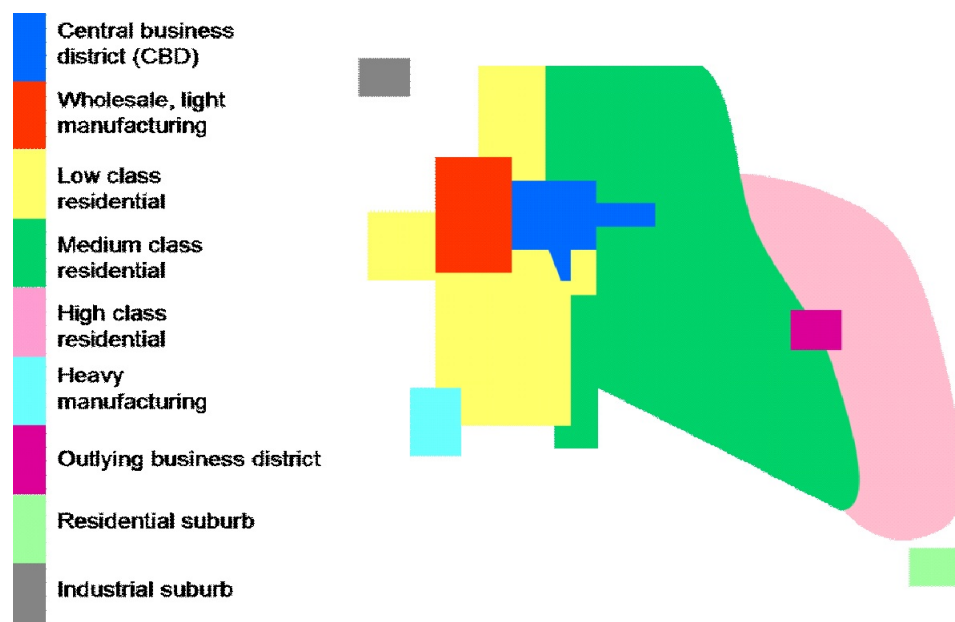 Central business
district (CBD)
Wholesale, light
manufacturing
Low class
residential
Medium class
residential
High class
residential
Heavy
manufacturing
Outlying business district
Residential suburb
Industrial suburb